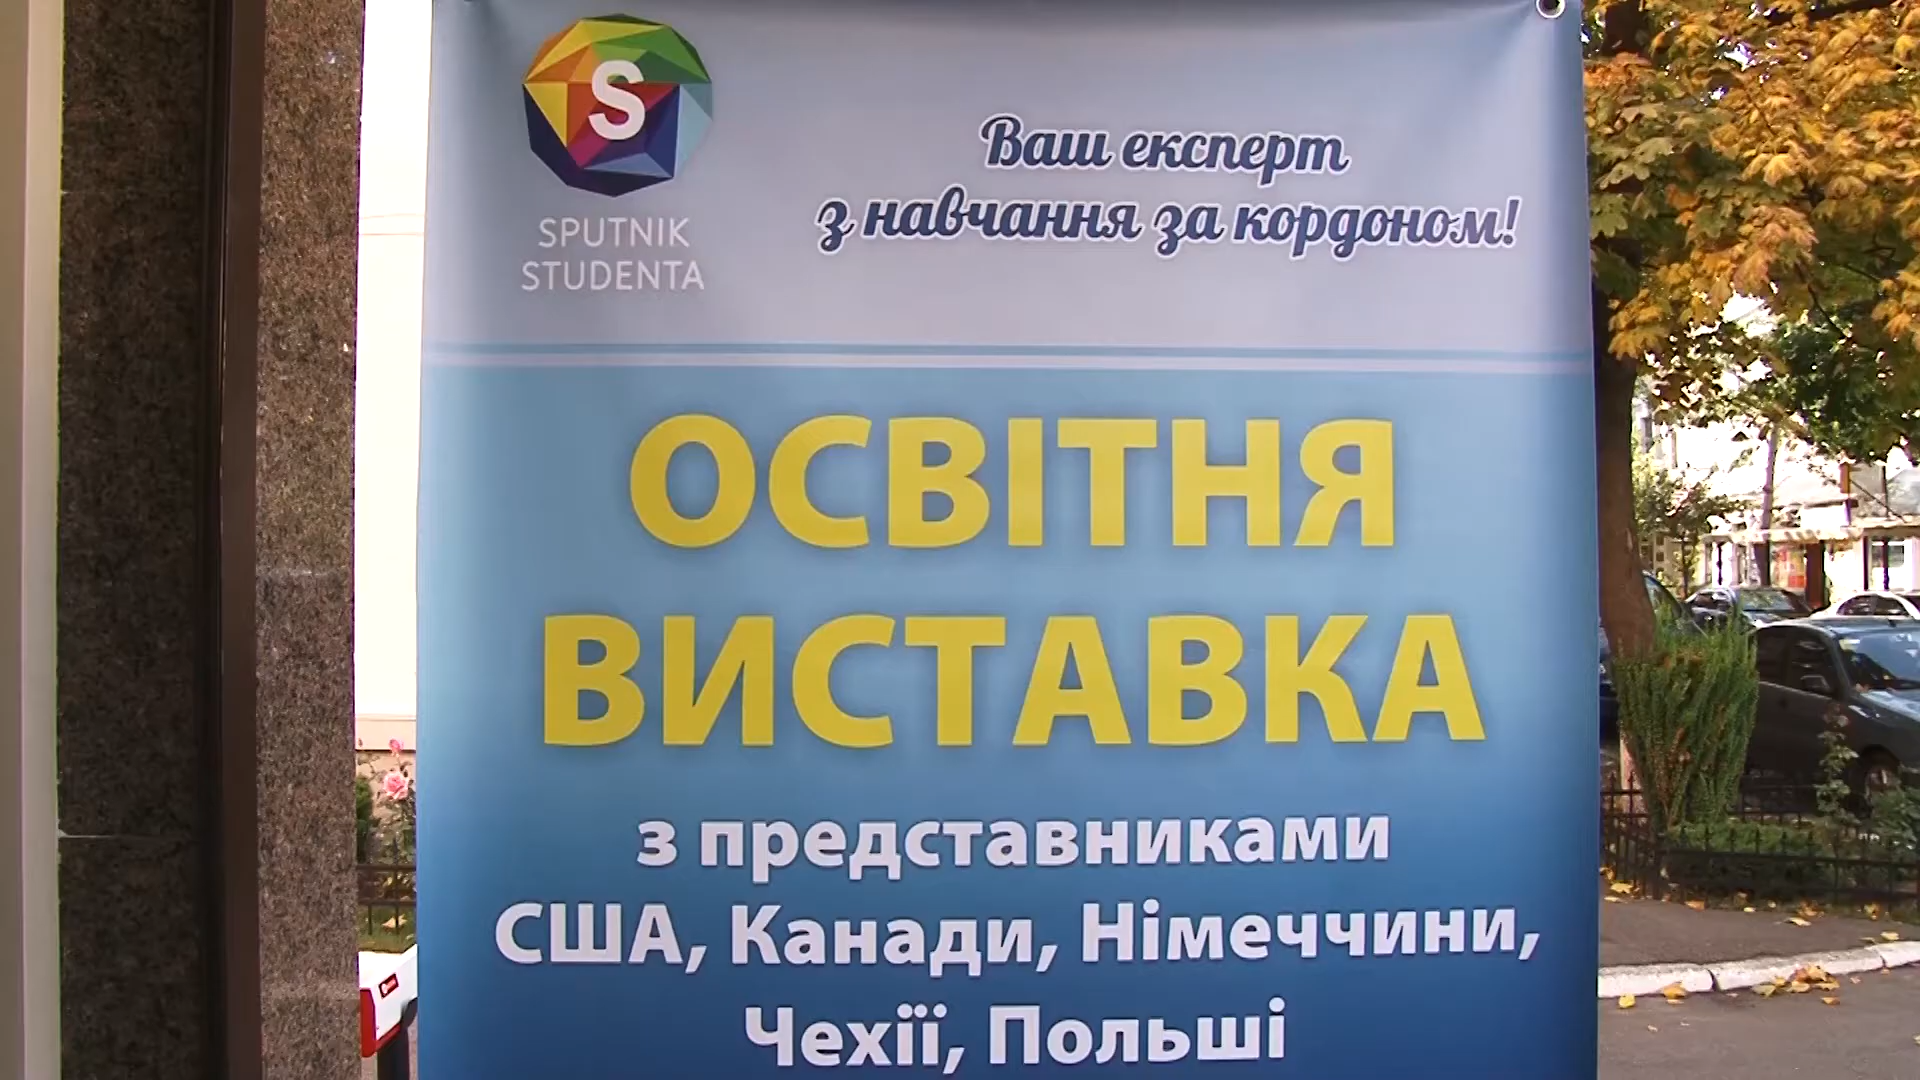 S
SPUTNIK
STUDENTA
Ваш експерт
з навчання за кордоном!
ОСВІТНЯ
ВИСТАВКА
з представниками
США, Канади, Німеччини,
Чехії, Польші